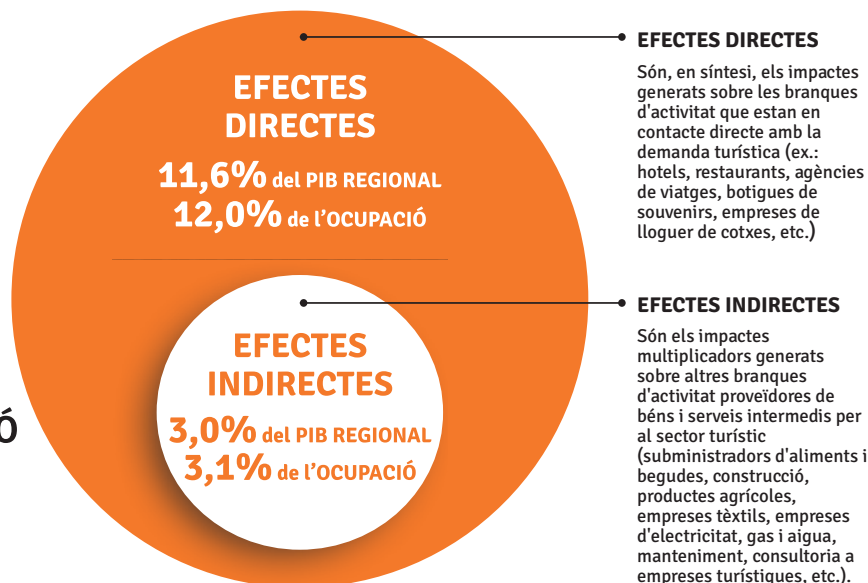 EFECTES
DIRECTES
11,6% del PIB REGIONAL
12,0% de l’OCUPACIÓ
EFECTES
INDIRECTES
3,0% del PIB REGIONAL
3,1% de l’OCUPACIÓ
Ó
EFECTES DIRECTES
Són, en síntesi, els impactes
generats sobre les branques
d'activitat que estan en
contacte directe amb la
demanda turística (ex.:
hotels, restaurants, agències
de viatges, botigues de
souvenirs, empreses de
lloguer de cotxes, etc.)
EFECTES INDIRECTES
Són els impactes
multiplicadors generats
sobre altres branques
d'activitat proveïdores de
béns i serveis intermedis per
al sector turístic
(subministradors d'aliments i
begudes, construcció,
productes agrícoles,
empreses tèxtils, empreses
d'electricitat, gas i aigua,
manteniment, consultoria a
empreses turístiques, etc.).